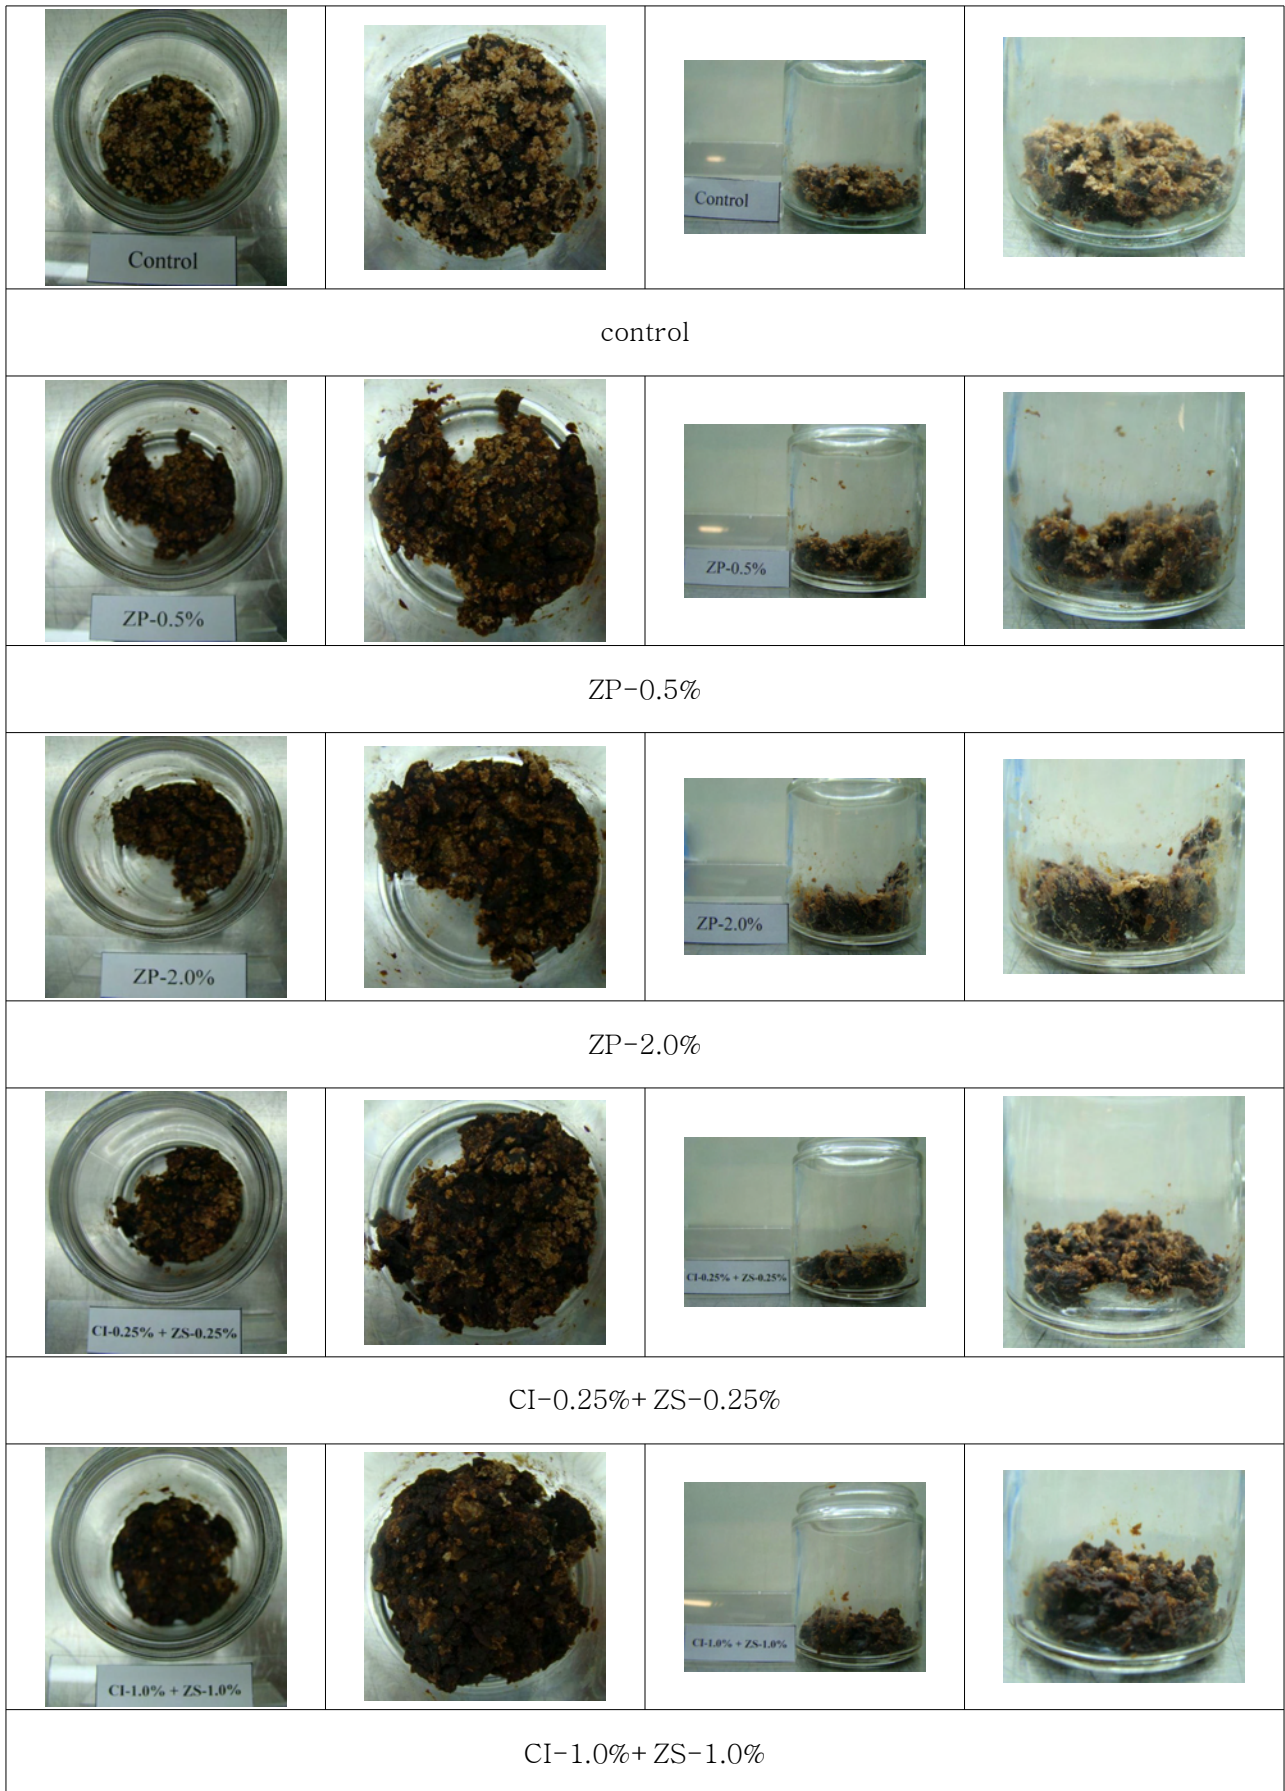 Control
Control
control
ZP-0.5%
ZP-0.5%
ZP-0.5%
ZP-2.0%
ZP-2.0%
ZP-2.0%
CI-0.25% + ZS-0.25%
CI-0.25% + ZS-0.25%
CI-0.25%+ ZS-0.25%
CI-1.0% + ZS-1.0%
CI-1.0% + ZS-1.0%
CI-1.0%+ ZS-1.0%